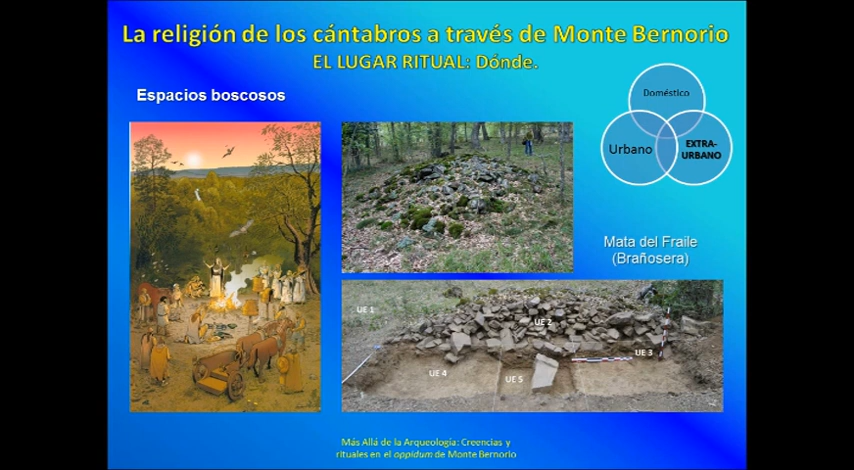 La religión de los cántabros a través de Monte Bernorio
EL LUGAR RITUAL: Dónde.
Espacios boscosos
Doméstico
Urbano
EXTRA-
URBANO
Mata del Fraile
(Brañosera)
UE 1
UE 2
UE 3
UE 4
UE 5
Más Allá de la Arqueología: Creencias y
rituales en el oppidum de Monte Bernorio